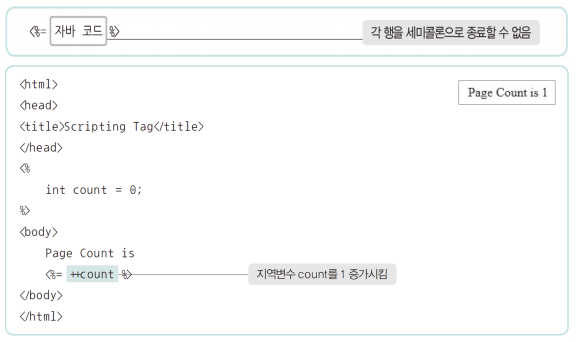 <%= 자바 코드 %> 각 행을 세미콜론으로 종료할 수 없음
<html>
Page Count is 1
<head>
<title>Scripting Tag</title>
</head>
<%
int count = 0;
%>
<body>
Page Count is
<%= ++count %> 지역변수 count를 1 증가시킴
</body>
</html>